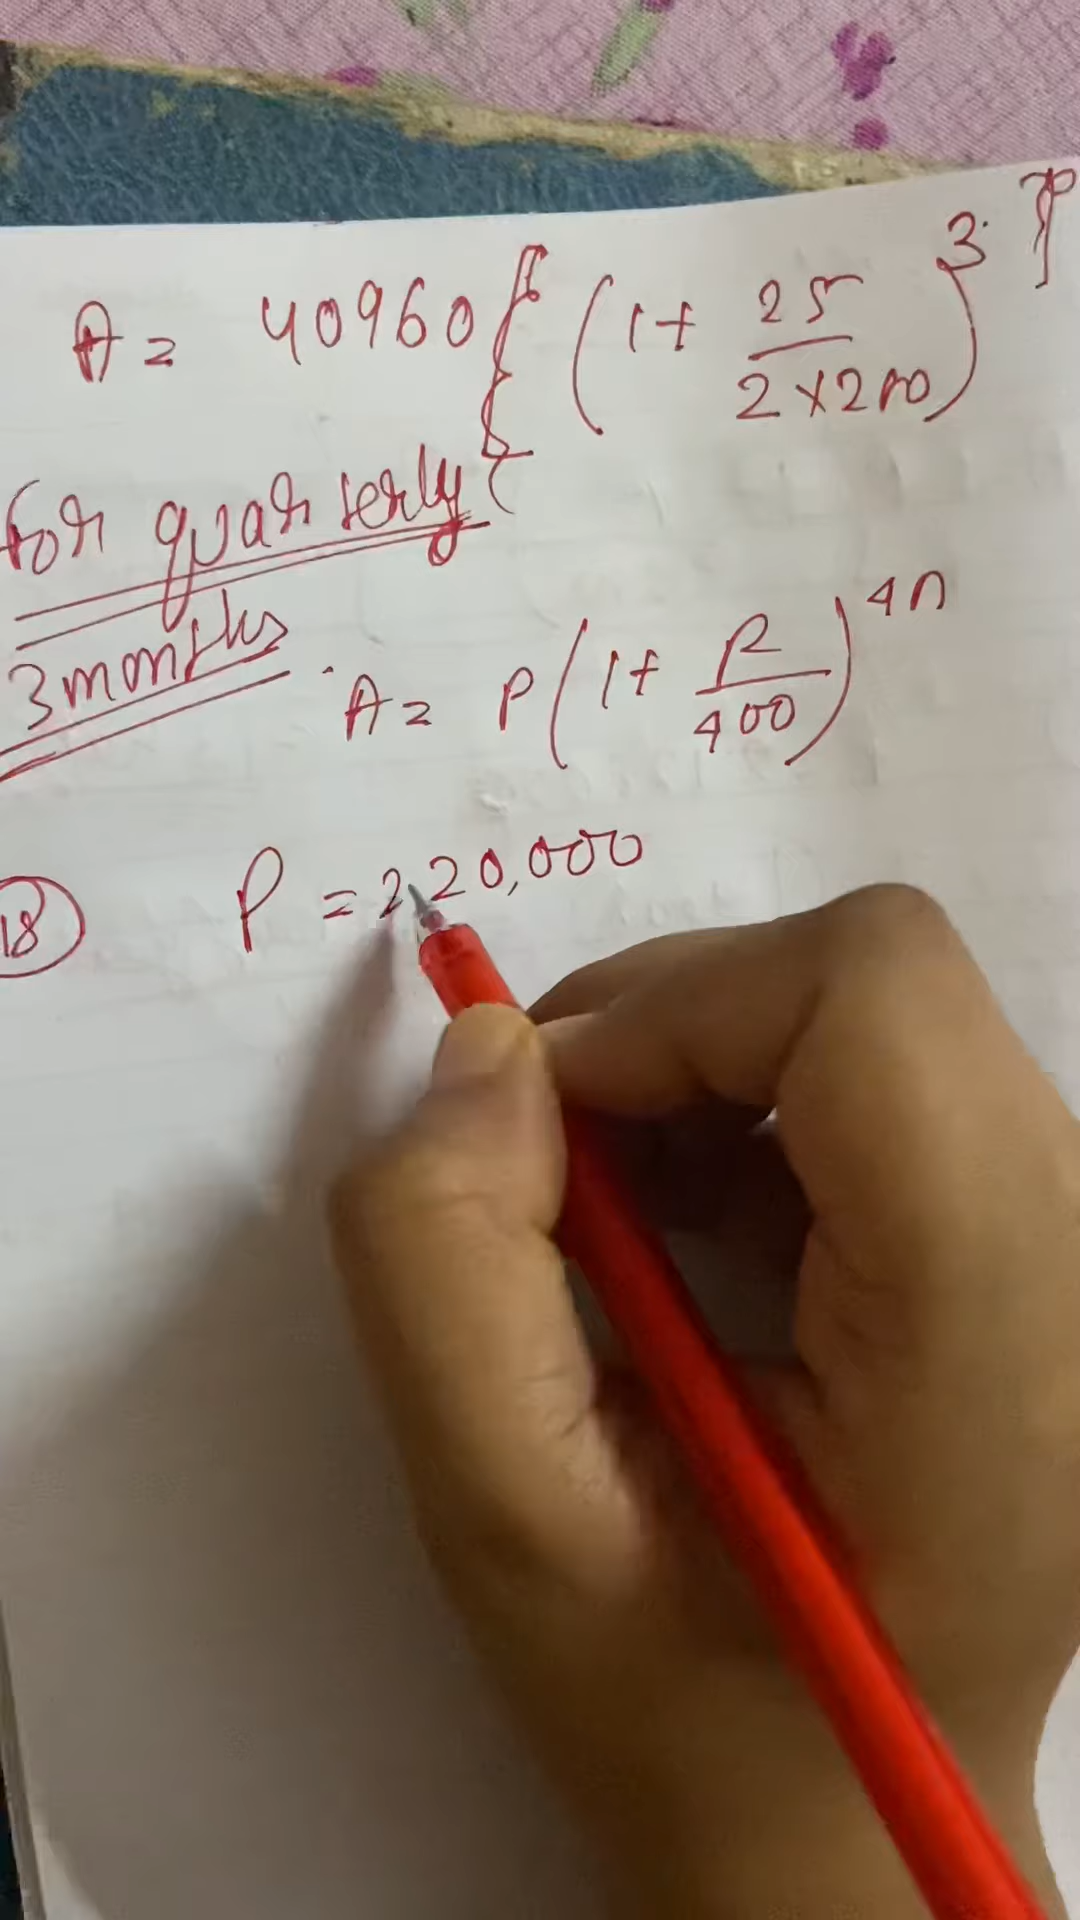 A = 40960 { (1 + 25/2×200)^3 }
for quarterly
3 months
A = P (1 + R/400)^4n
18 P = 220,000